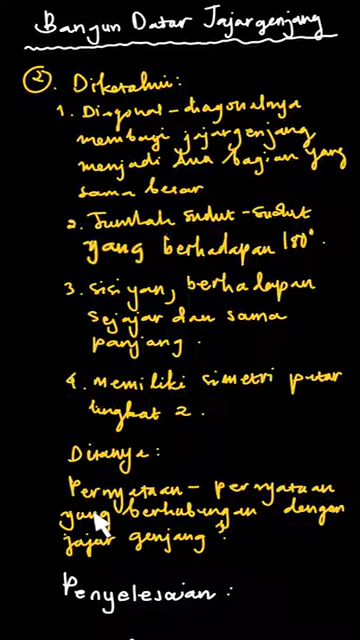 Bangun Datar Jajargenjang
② Diketahui:
1. Diagonal-diagonalnya
membagi jajargenjang
menjadi dua bagian yang
sama besar
2. Jumlah sudut-sudut
yang berhadapan 180°.
3. Sisi yan, berhadapan
sejajar dan sama
panjang.
4. Memiliki simetri putar
tingkat 2.
Ditanya:
Pernyataan-pernyataan
yang berhubungan dengan
jajar genjang?
Penyelesaian: